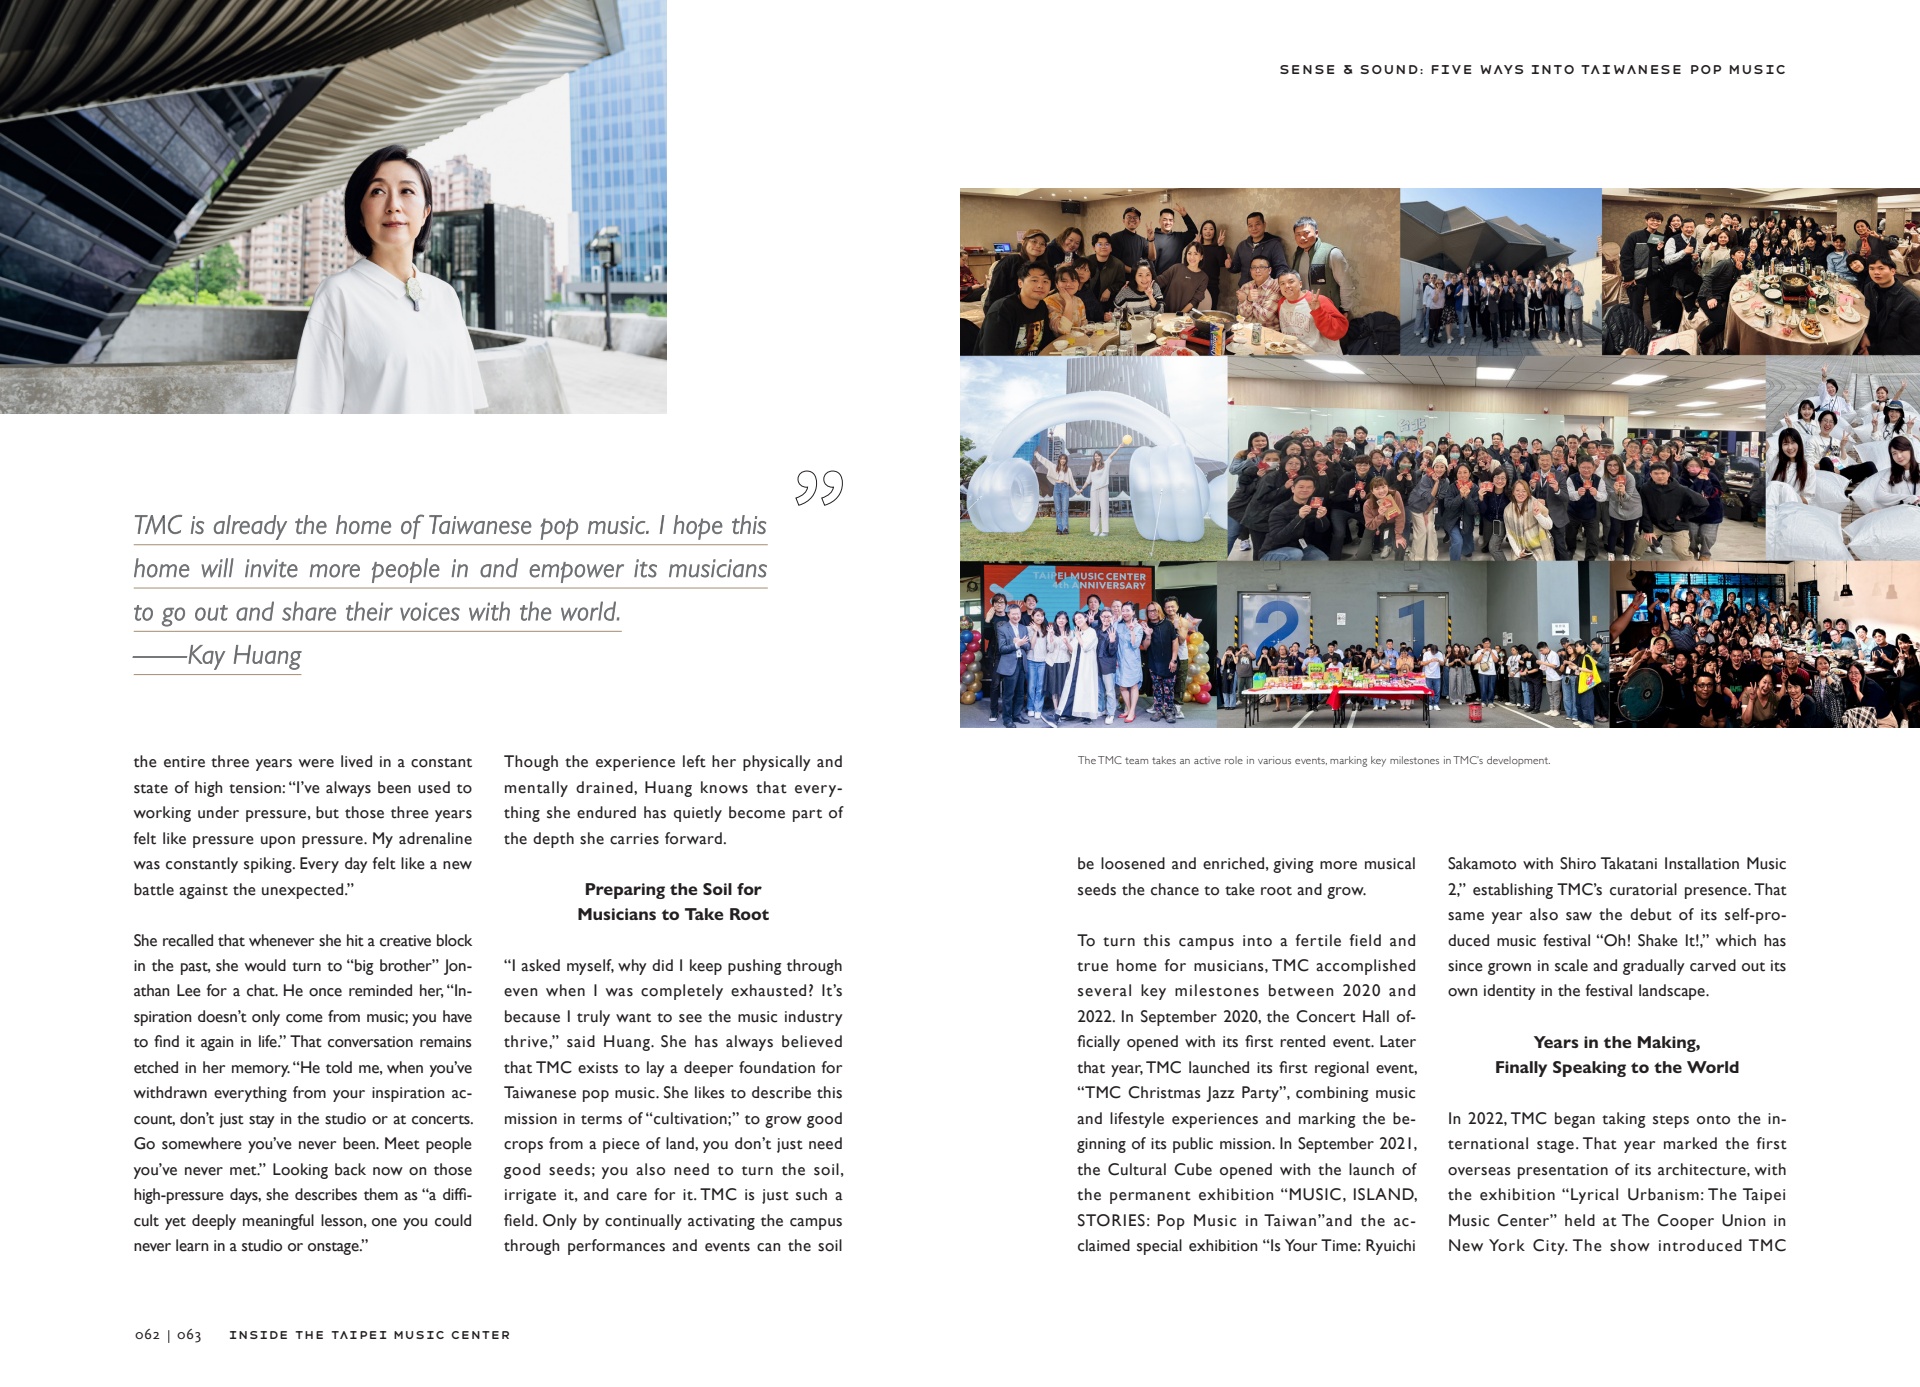 SENSE & SOUND: FIVE WAYS INTO TAIWANESE POP MUSIC
”
TMC is already the home of Taiwanese pop music. I hope this
home will invite more people in and empower its musicians
to go out and share their voices with the world.
——Kay Huang
the entire three years were lived in a constant
state of high tension: “I’ve always been used to
working under pressure, but those three years
felt like pressure upon pressure. My adrenaline
was constantly spiking. Every day felt like a new
battle against the unexpected.”
She recalled that whenever she hit a creative block
in the past, she would turn to “big brother” Jon-
athan Lee for a chat. He once reminded her, “In-
spiration doesn’t only come from music; you have
to find it again in life.” That conversation remains
etched in her memory. “He told me, when you’ve
withdrawn everything from your inspiration ac-
count, don’t just stay in the studio or at concerts.
Go somewhere you’ve never been. Meet people
you’ve never met.” Looking back now on those
high-pressure days, she describes them as “a diffi-
cult yet deeply meaningful lesson, one you could
never learn in a studio or onstage.”
Though the experience left her physically and
mentally drained, Huang knows that every-
thing she endured has quietly become part of
the depth she carries forward.
Preparing the Soil for
Musicians to Take Root
“I asked myself, why did I keep pushing through
even when I was completely exhausted? It’s
because I truly want to see the music industry
thrive,” said Huang. She has always believed
that TMC exists to lay a deeper foundation for
Taiwanese pop music. She likes to describe this
mission in terms of “cultivation;” to grow good
crops from a piece of land, you don’t just need
good seeds; you also need to turn the soil,
irrigate it, and care for it. TMC is just such a
field. Only by continually activating the campus
through performances and events can the soil
TAIPEI MUSIC CENTER
4th ANNIVERSARY
2
1
The TMC team takes an active role in various events, marking key milestones in TMC’s development.
be loosened and enriched, giving more musical
seeds the chance to take root and grow.
To turn this campus into a fertile field and
true home for musicians, TMC accomplished
several key milestones between 2020 and
2022. In September 2020, the Concert Hall of-
ficially opened with its first rented event. Later
that year, TMC launched its first regional event,
“TMC Christmas Jazz Party”, combining music
and lifestyle experiences and marking the be-
ginning of its public mission. In September 2021,
the Cultural Cube opened with the launch of
the permanent exhibition “MUSIC, ISLAND,
STORIES: Pop Music in Taiwan”and the ac-
claimed special exhibition “Is Your Time: Ryuichi
Sakamoto with Shiro Takatani Installation Music
2,” establishing TMC’s curatorial presence. That
same year also saw the debut of its self-pro-
duced music festival “Oh! Shake It!,” which has
since grown in scale and gradually carved out its
own identity in the festival landscape.
Years in the Making,
Finally Speaking to the World
In 2022, TMC began taking steps onto the in-
ternational stage. That year marked the first
overseas presentation of its architecture, with
the exhibition “Lyrical Urbanism: The Taipei
Music Center” held at The Cooper Union in
New York City. The show introduced TMC
062 | 063 INSIDE THE TAIPEI MUSIC CENTER